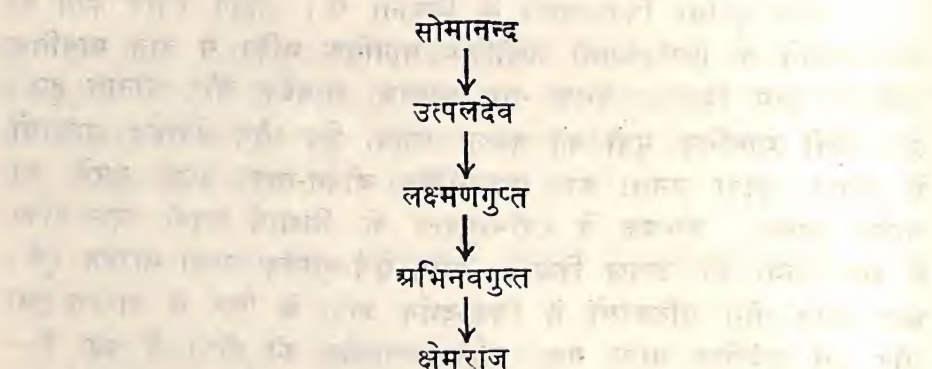 सोमानन्द
उत्पलदेव
लक्ष्मणगुप्त
अभिनवगुत्त
क्षेमराज